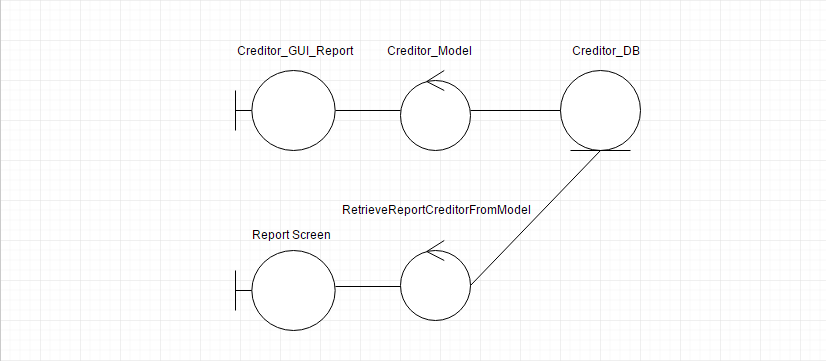 Creditor_GUI_Report
Creditor_Model
Creditor_DB
RetrieveReportCreditorFromModel
Report Screen